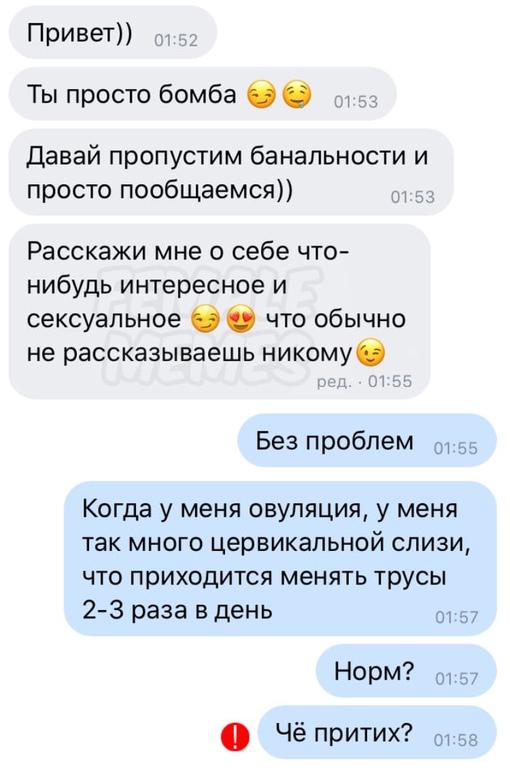 Привет)) 01:52
Ты просто бомба 😏🤤 01:53
Давай пропустим банальности и
просто пообщаемся)) 01:53
Расскажи мне о себе что-
нибудь интересное и
сексуальное 😏😍 что обычно
не рассказываешь никому😉
ред. · 01:55
FEMALE
MEMES
Без проблем 01:55
Когда у меня овуляция, у меня
так много цервикальной слизи,
что приходится менять трусы
2-3 раза в день 01:57
Норм? 01:57
Чё притих? 01:58